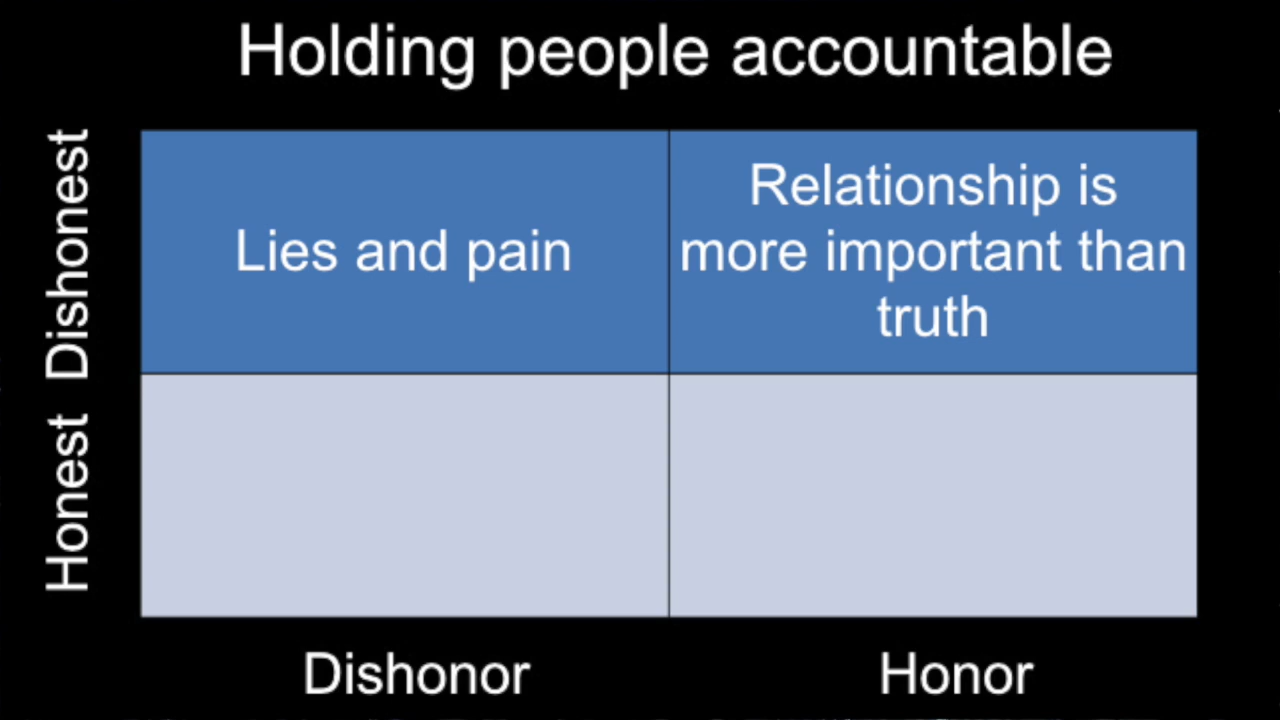 Holding people accountable
Dishonest
Lies and pain
Relationship is
more important than
truth
Honest
Dishonor
Honor